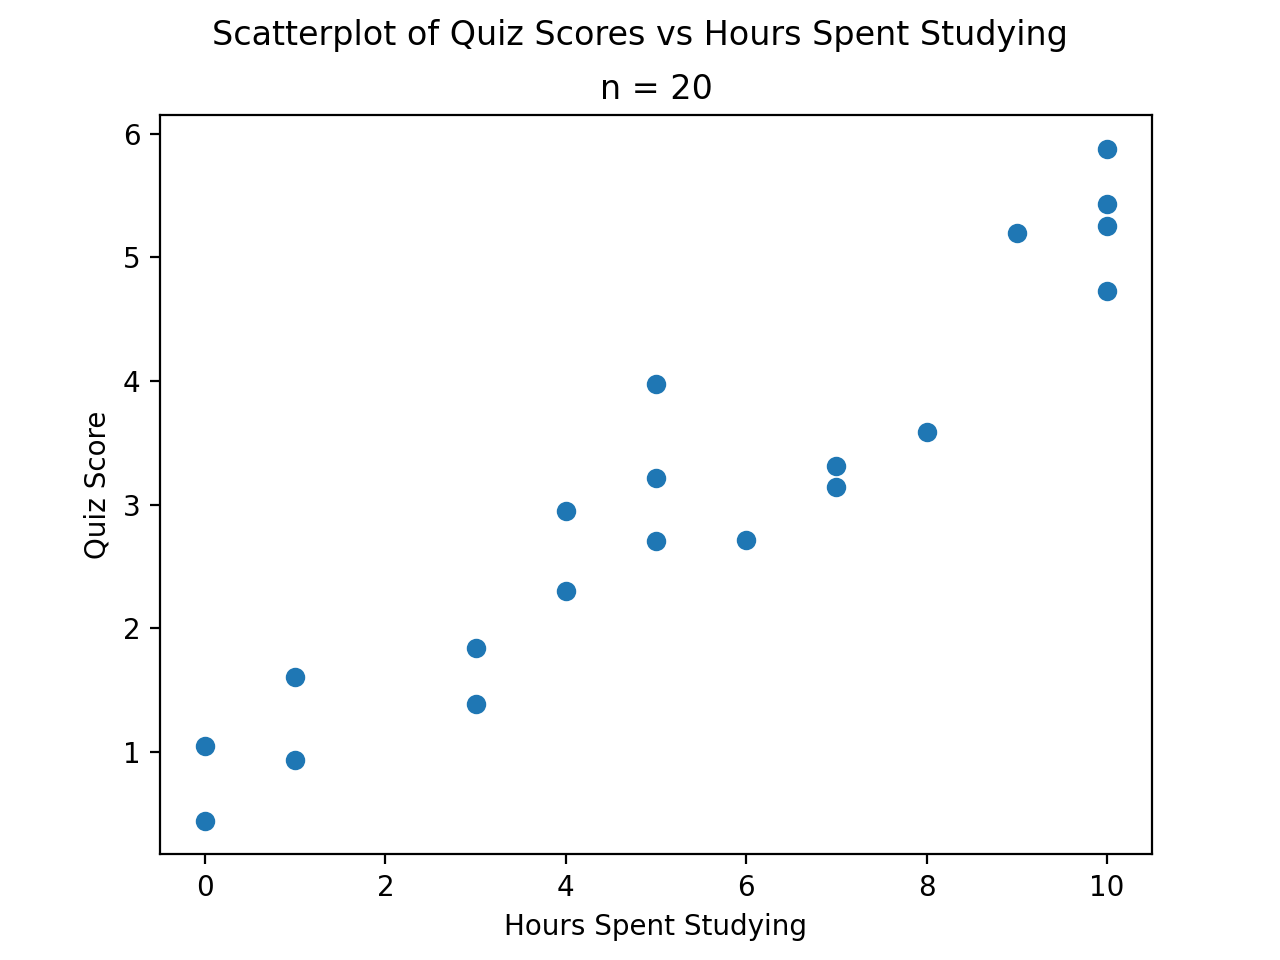 Scatterplot of Quiz Scores vs Hours Spent Studying
n = 20
6
5
4
3
2
1
Quiz Score
0 2 4 6 8 10
Hours Spent Studying